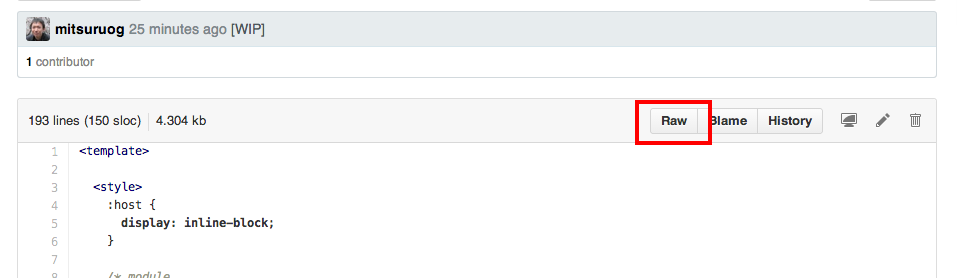 mitsuruog 25 minutes ago [WIP]
1 contributor
193 lines (150 sloc) 4.304 kb Raw Blame History
1 <template>
2
3 <style>
4 :host {
5 display: inline-block;
6 }
7
8 /* module